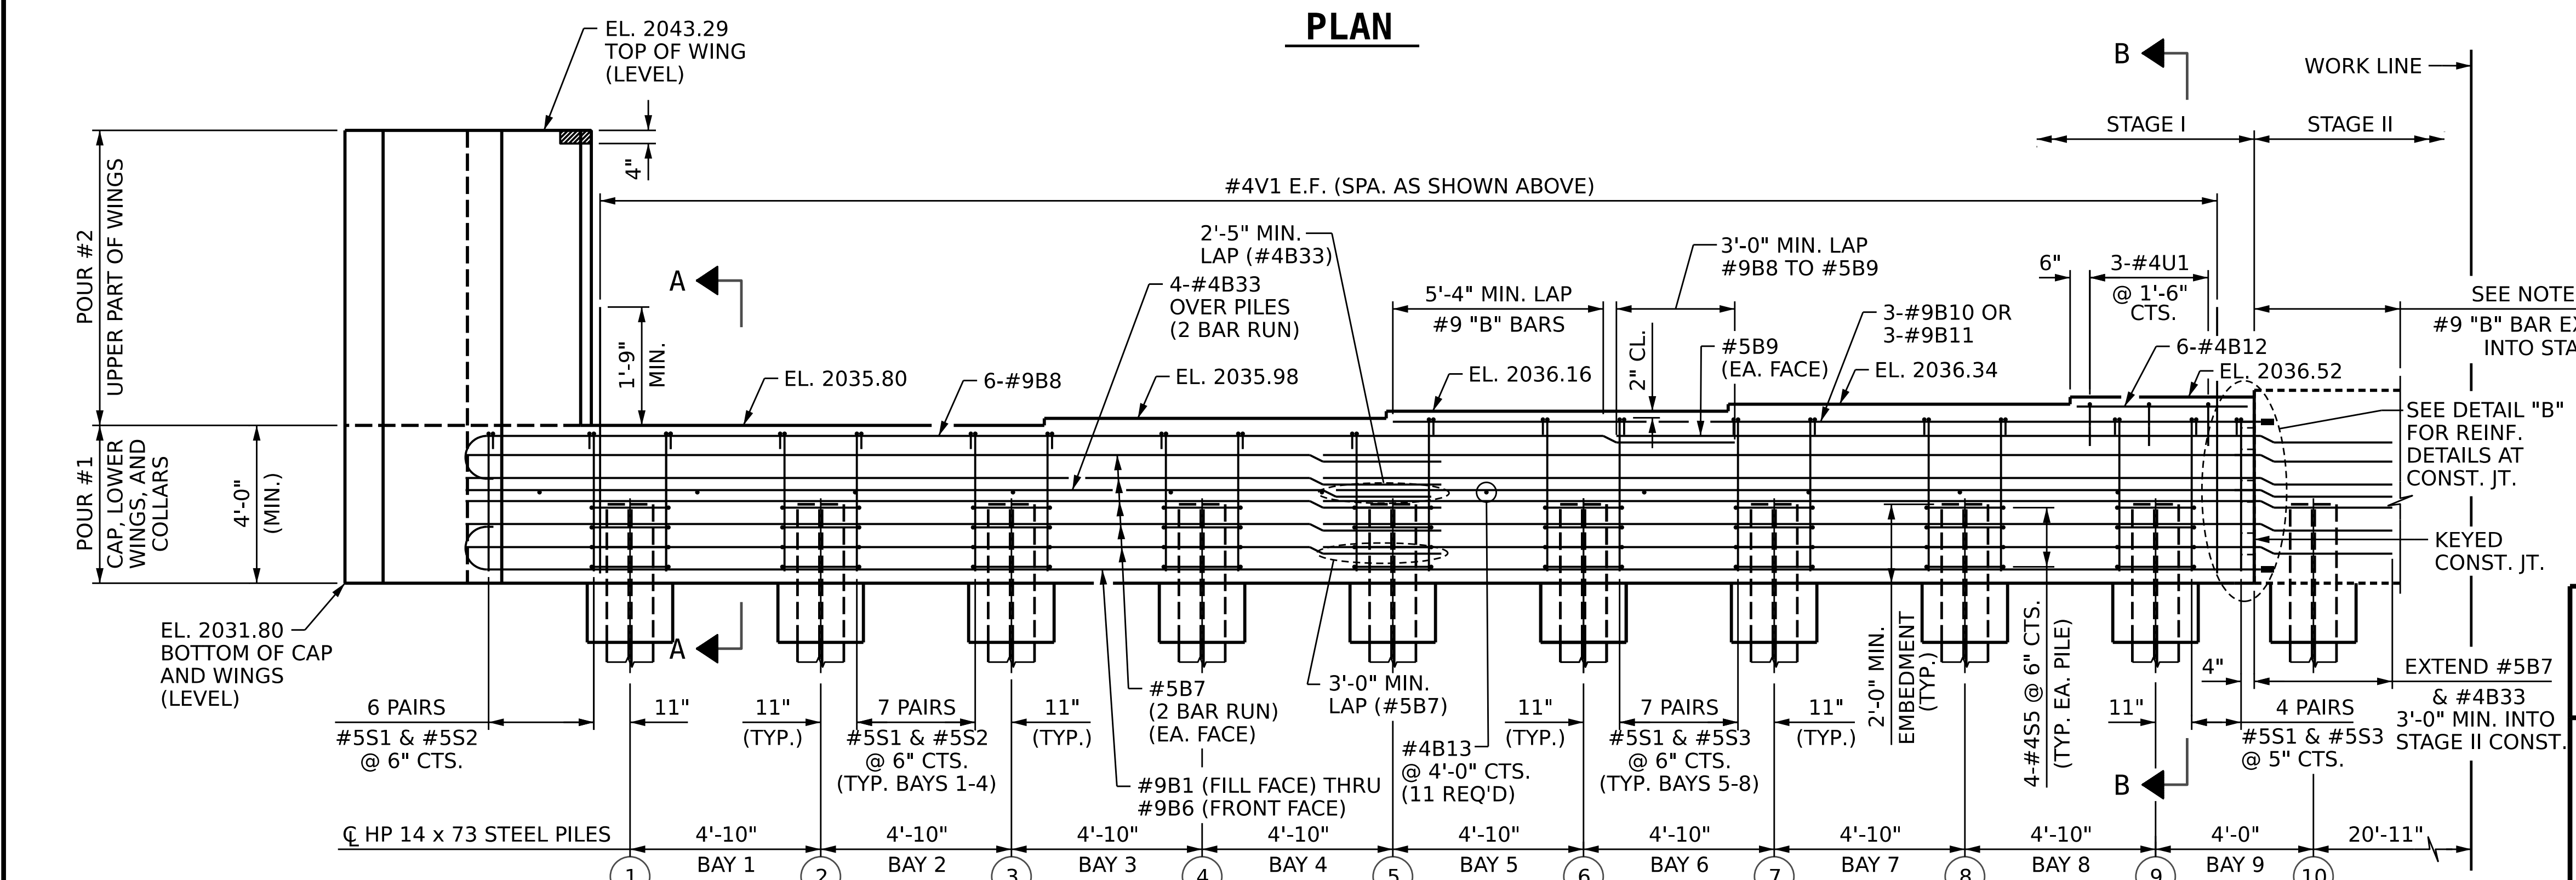 PLAN
EL. 2043.29
TOP OF WING
(LEVEL)
B
WORK LINE
STAGE I
STAGE II
4"
#4V1 E.F. (SPA. AS SHOWN ABOVE)
POUR #2
UPPER PART OF WINGS
A
2'-5" MIN.
LAP (#4B33)
4-#4B33
OVER PILES
(2 BAR RUN)
3'-0" MIN. LAP
#9B8 TO #5B9
5'-4" MIN. LAP
#9 "B" BARS
2" CL.
#5B9
(EA. FACE)
3-#9B10 OR
3-#9B11
6"
3-#4U1
@ 1'-6"
CTS.
6-#4B12
SEE NOTE
#9 "B" BAR EX
INTO STA
1'-9"
MIN.
EL. 2035.80
6-#9B8
EL. 2035.98
EL. 2036.16
EL. 2036.34
EL. 2036.52
SEE DETAIL "B"
FOR REINF.
DETAILS AT
CONST. JT.
POUR #1
CAP, LOWER
WINGS, AND
COLLARS
4'-0"
(MIN.)
KEYED
CONST. JT.
EL. 2031.80
BOTTOM OF CAP
AND WINGS
(LEVEL)
A
6 PAIRS
#5S1 & #5S2
@ 6" CTS.
11"
11"
(TYP.)
7 PAIRS
#5S1 & #5S2
@ 6" CTS.
(TYP. BAYS 1-4)
11"
(TYP.)
#5B7
(2 BAR RUN)
(EA. FACE)
#9B1 (FILL FACE) THRU
#9B6 (FRONT FACE)
3'-0" MIN.
LAP (#5B7)
#4B13
@ 4'-0" CTS.
(11 REQ'D)
11"
(TYP.)
7 PAIRS
#5S1 & #5S3
@ 6" CTS.
(TYP. BAYS 5-8)
11"
(TYP.)
2'-0" MIN.
EMBEDMENT
(TYP.)
4-#4S5 @ 6" CTS.
(TYP. EA. PILE)
11"
B
4"
4 PAIRS
#5S1 & #5S3
@ 5" CTS.
EXTEND #5B7
& #4B33
3'-0" MIN. INTO
STAGE II CONST.
℄ HP 14 x 73 STEEL PILES
4'-10"
4'-10"
4'-10"
4'-10"
4'-10"
4'-10"
4'-10"
4'-10"
4'-0"
20'-11"
BAY 1
BAY 2
BAY 3
BAY 4
BAY 5
BAY 6
BAY 7
BAY 8
BAY 9
1
2
3
4
5
6
7
8
9
10